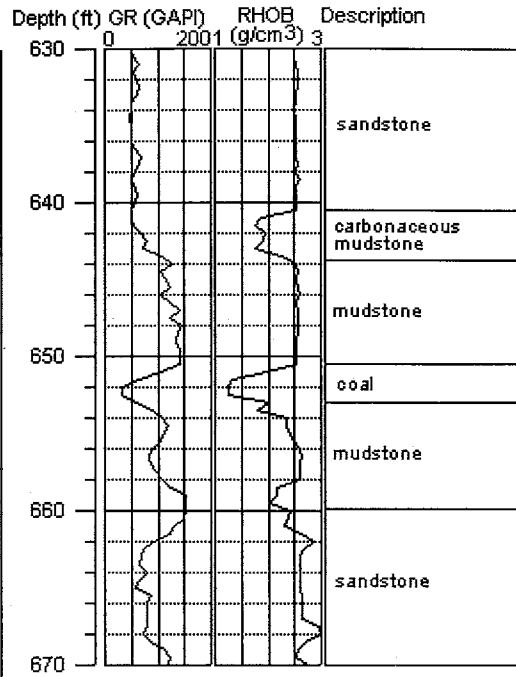 Depth (ft) GR (GAPI) RHOB Description
(g/cm3)
0 200 1 3
630
sandstone
640
carbonaceous
mudstone
mudstone
650
coal
mudstone
660
sandstone
670